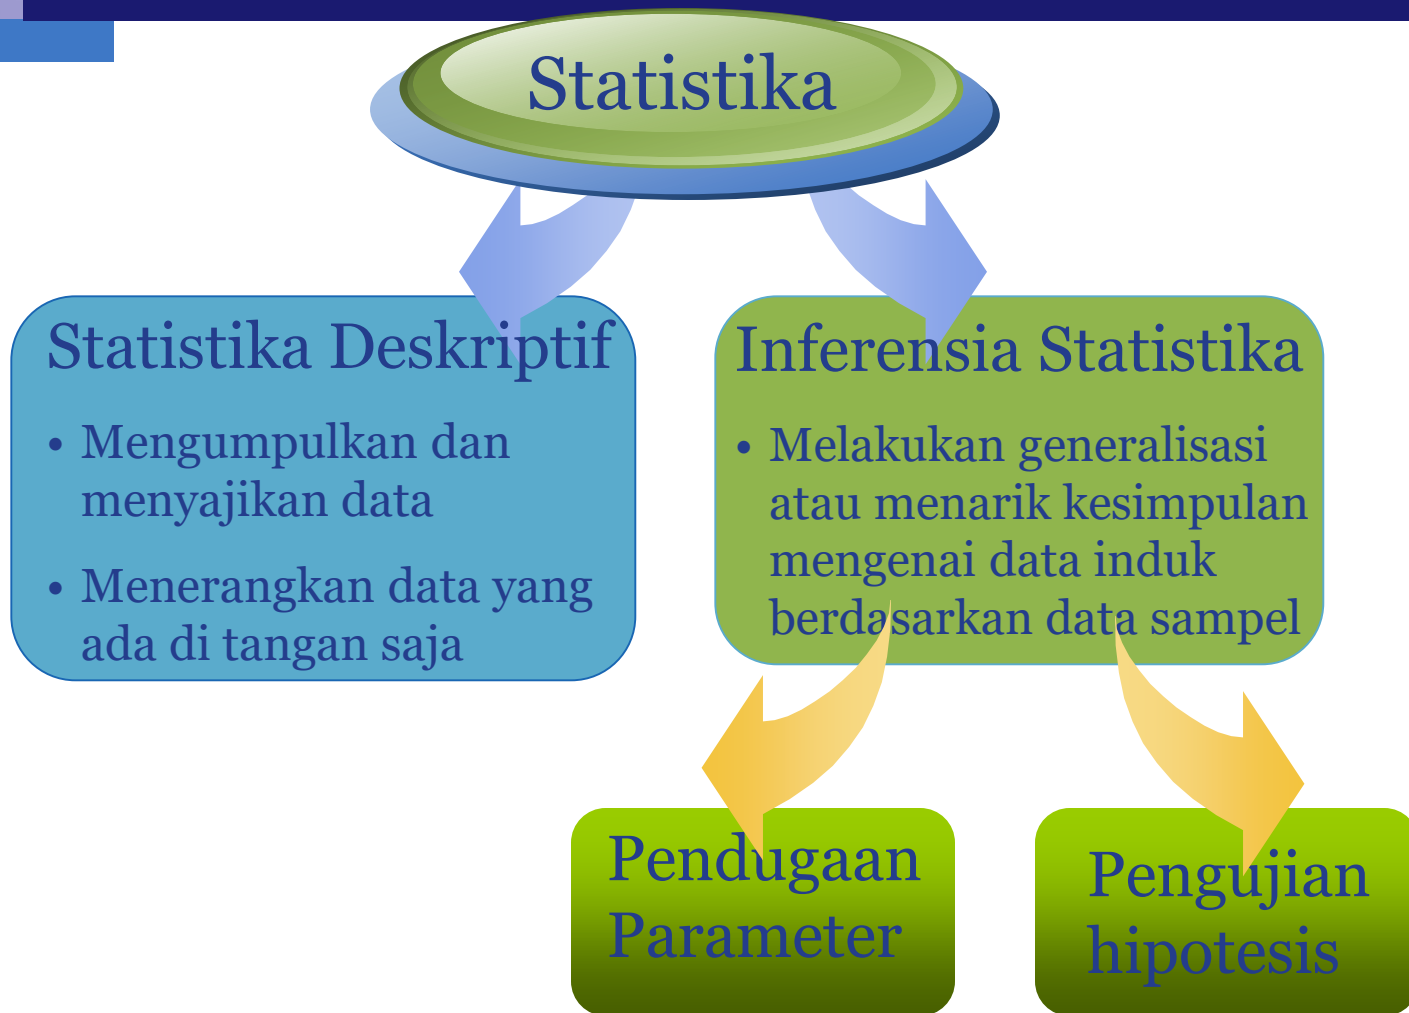 Statistika
Statistika Deskriptif
• Mengumpulkan dan
menyajikan data
• Menerangkan data yang
ada di tangan saja
Inferensia Statistika
• Melakukan generalisasi
atau menarik kesimpulan
mengenai data induk
berdasarkan data sampel
Pendugaan
Parameter
Pengujian
hipotesis